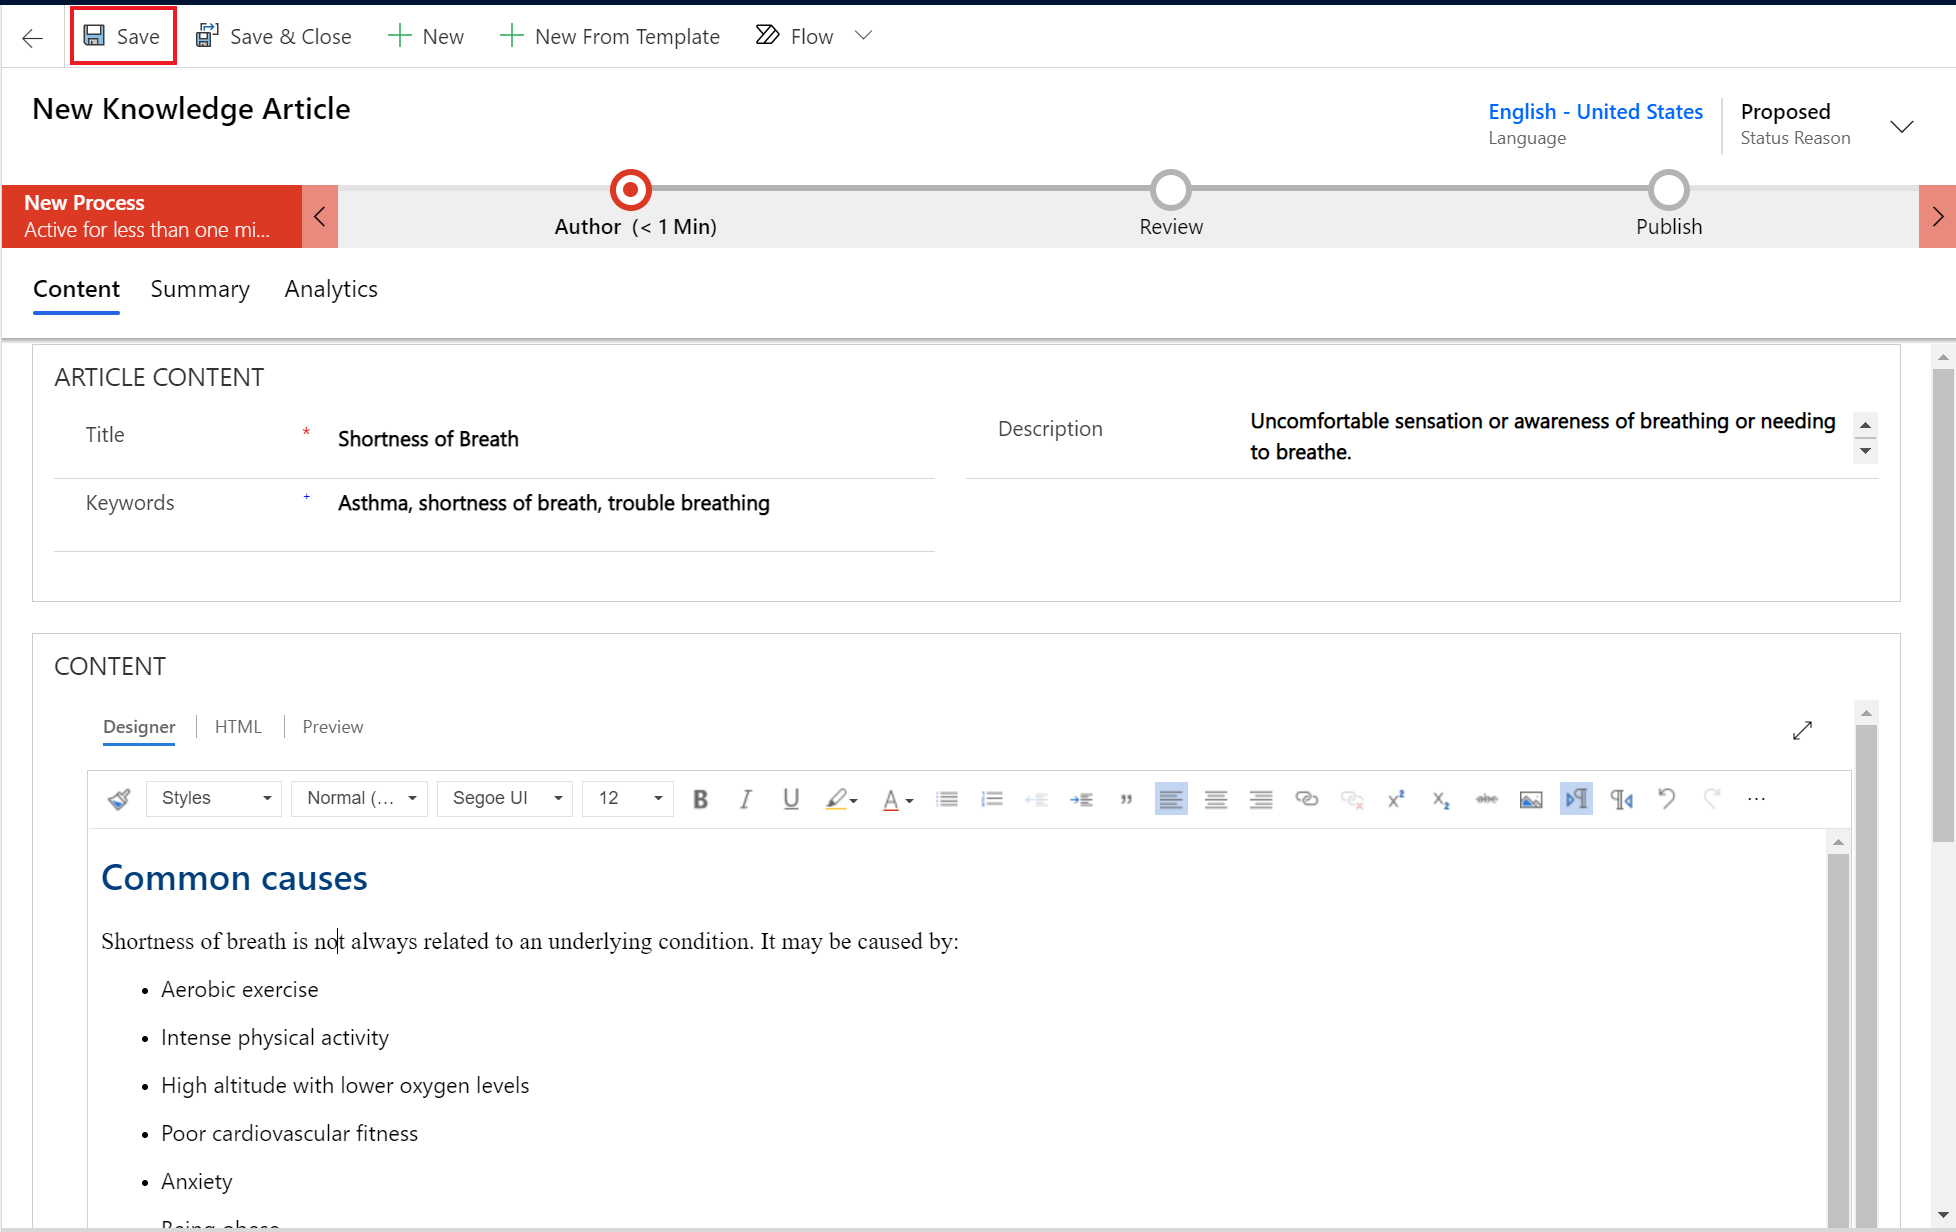 Save Save & Close New New From Template Flow
New Knowledge Article
English - United States
Language
Proposed
Status Reason
New Process
Active for less than one mi...
Author (< 1 Min)
Review
Publish
Content Summary Analytics
ARTICLE CONTENT
Title * Shortness of Breath
Keywords + Asthma, shortness of breath, trouble breathing
Description
Uncomfortable sensation or awareness of breathing or needing
to breathe.
CONTENT
Designer HTML Preview
Styles Normal (... Segoe UI 12 B I U A x² x₂ abc ...
Common causes
Shortness of breath is not always related to an underlying condition. It may be caused by:
• Aerobic exercise
• Intense physical activity
• High altitude with lower oxygen levels
• Poor cardiovascular fitness
• Anxiety
Being obese